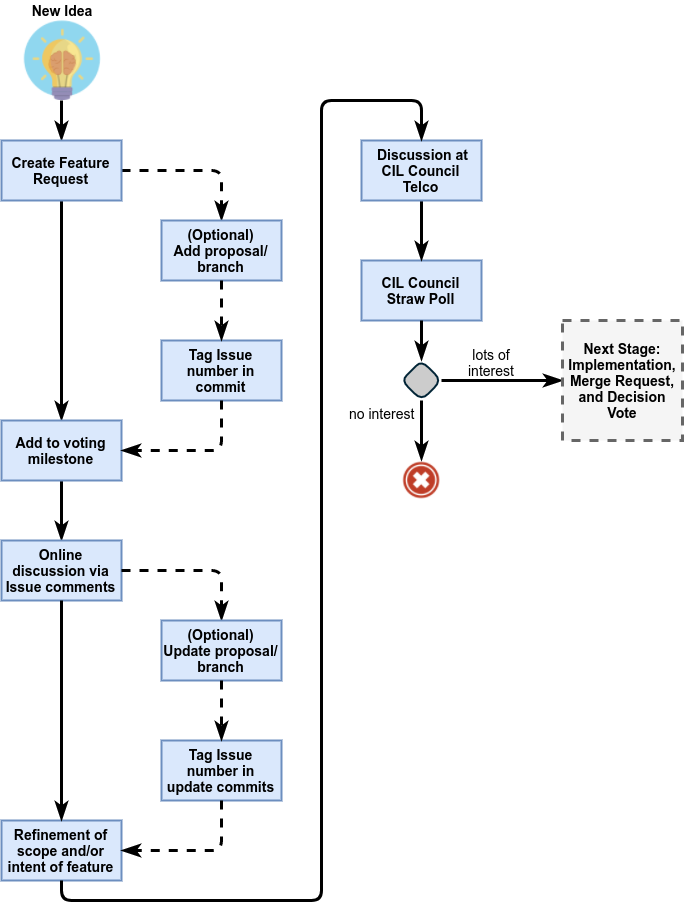 New Idea
Create Feature
Request
(Optional)
Add proposal/
branch
Tag Issue
number in
commit
Add to voting
milestone
Online
discussion via
Issue comments
(Optional)
Update proposal/
branch
Tag Issue
number in
update commits
Refinement of
scope and/or
intent of feature
Discussion at
CIL Council
Telco
CIL Council
Straw Poll
lots of
interest
no interest
Next Stage:
Implementation,
Merge Request,
and Decision
Vote